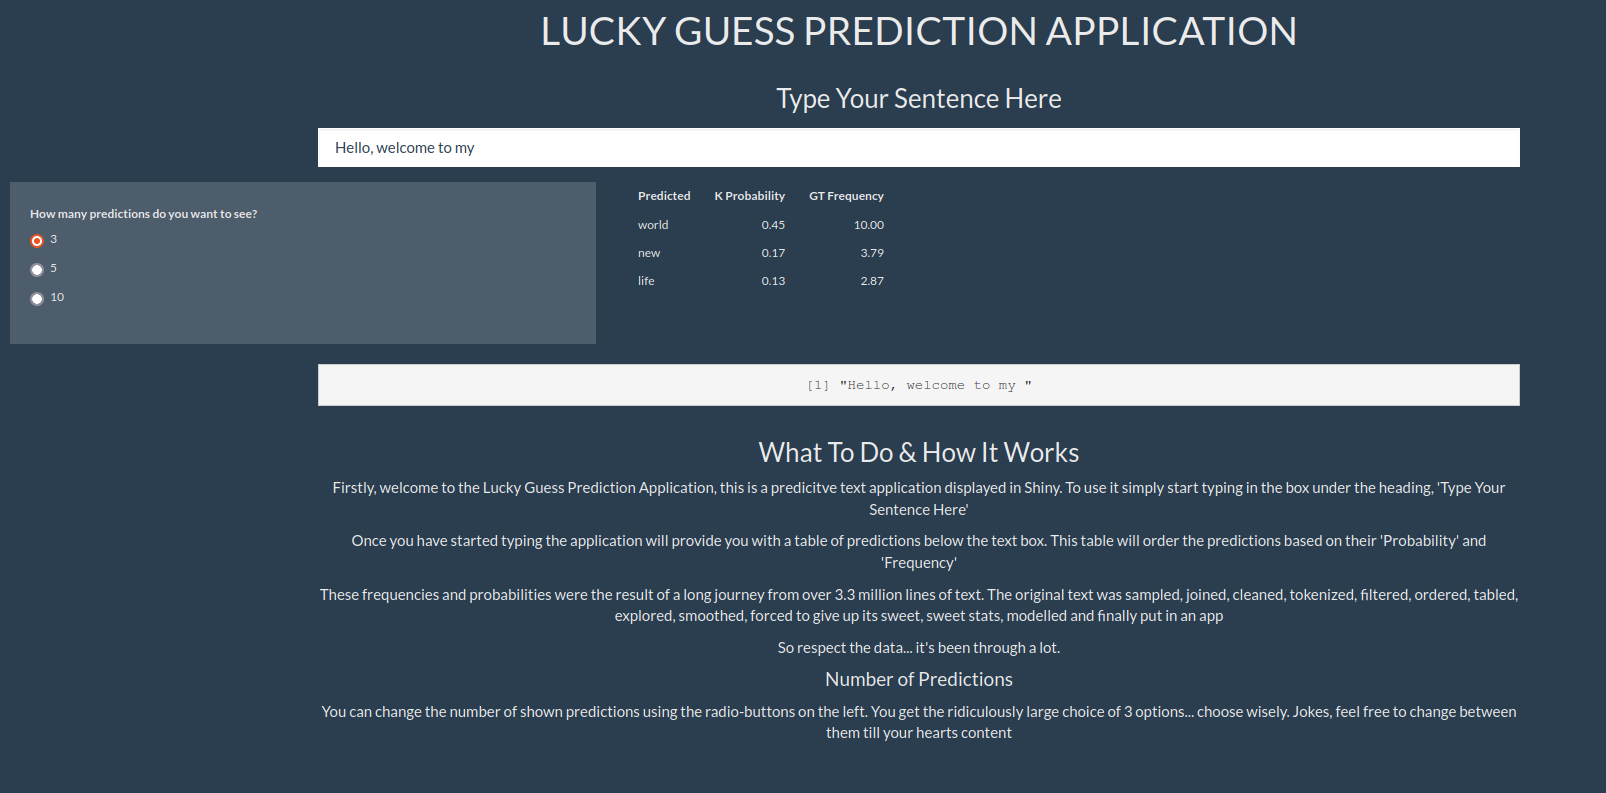 LUCKY GUESS PREDICTION APPLICATION
Type Your Sentence Here
Hello, welcome to my
How many predictions do you want to see?
3
5
10
Predicted K Probability GT Frequency
world 0.45 10.00
new 0.17 3.79
life 0.13 2.87
[1] "Hello, welcome to my "
What To Do & How It Works
Firstly, welcome to the Lucky Guess Prediction Application, this is a predicitve text application displayed in Shiny. To use it simply start typing in the box under the heading, 'Type Your
Sentence Here'
Once you have started typing the application will provide you with a table of predictions below the text box. This table will order the predictions based on their 'Probability' and
'Frequency'
These frequencies and probabilities were the result of a long journey from over 3.3 million lines of text. The original text was sampled, joined, cleaned, tokenized, filtered, ordered, tabled,
explored, smoothed, forced to give up its sweet, sweet stats, modelled and finally put in an app
So respect the data... it's been through a lot.
Number of Predictions
You can change the number of shown predictions using the radio-buttons on the left. You get the ridiculously large choice of 3 options... choose wisely. Jokes, feel free to change between
them till your hearts content